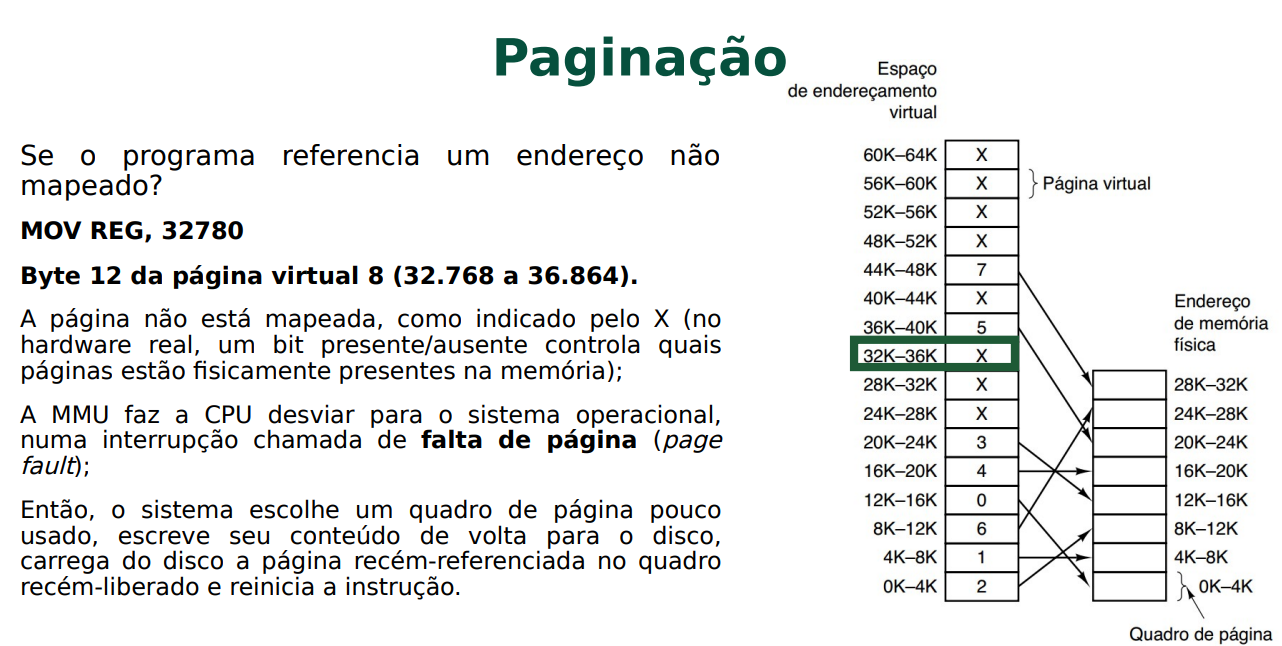 Paginação
Se o programa referencia um endereço não
mapeado?
MOV REG, 32780
Byte 12 da página virtual 8 (32.768 a 36.864).
A página não está mapeada, como indicado pelo X (no
hardware real, um bit presente/ausente controla quais
páginas estão fisicamente presentes na memória);
A MMU faz a CPU desviar para o sistema operacional,
numa interrupção chamada de falta de página (page
fault);
Então, o sistema escolhe um quadro de página pouco
usado, escreve seu conteúdo de volta para o disco,
carrega do disco a página recém-referenciada no quadro
recém-liberado e reinicia a instrução.
Espaço
de endereçamento
virtual
60K–64K X
56K–60K X
Página virtual
52K–56K X
48K–52K X
44K–48K 7
40K–44K X
36K–40K 5
32K–36K X
28K–32K X
24K–28K X
20K–24K 3
16K–20K 4
12K–16K 0
8K–12K 6
4K–8K 1
0K–4K 2
Endereço
de memória
física
28K–32K
24K–28K
20K–24K
16K–20K
12K–16K
8K–12K
4K–8K
0K–4K
Quadro de página